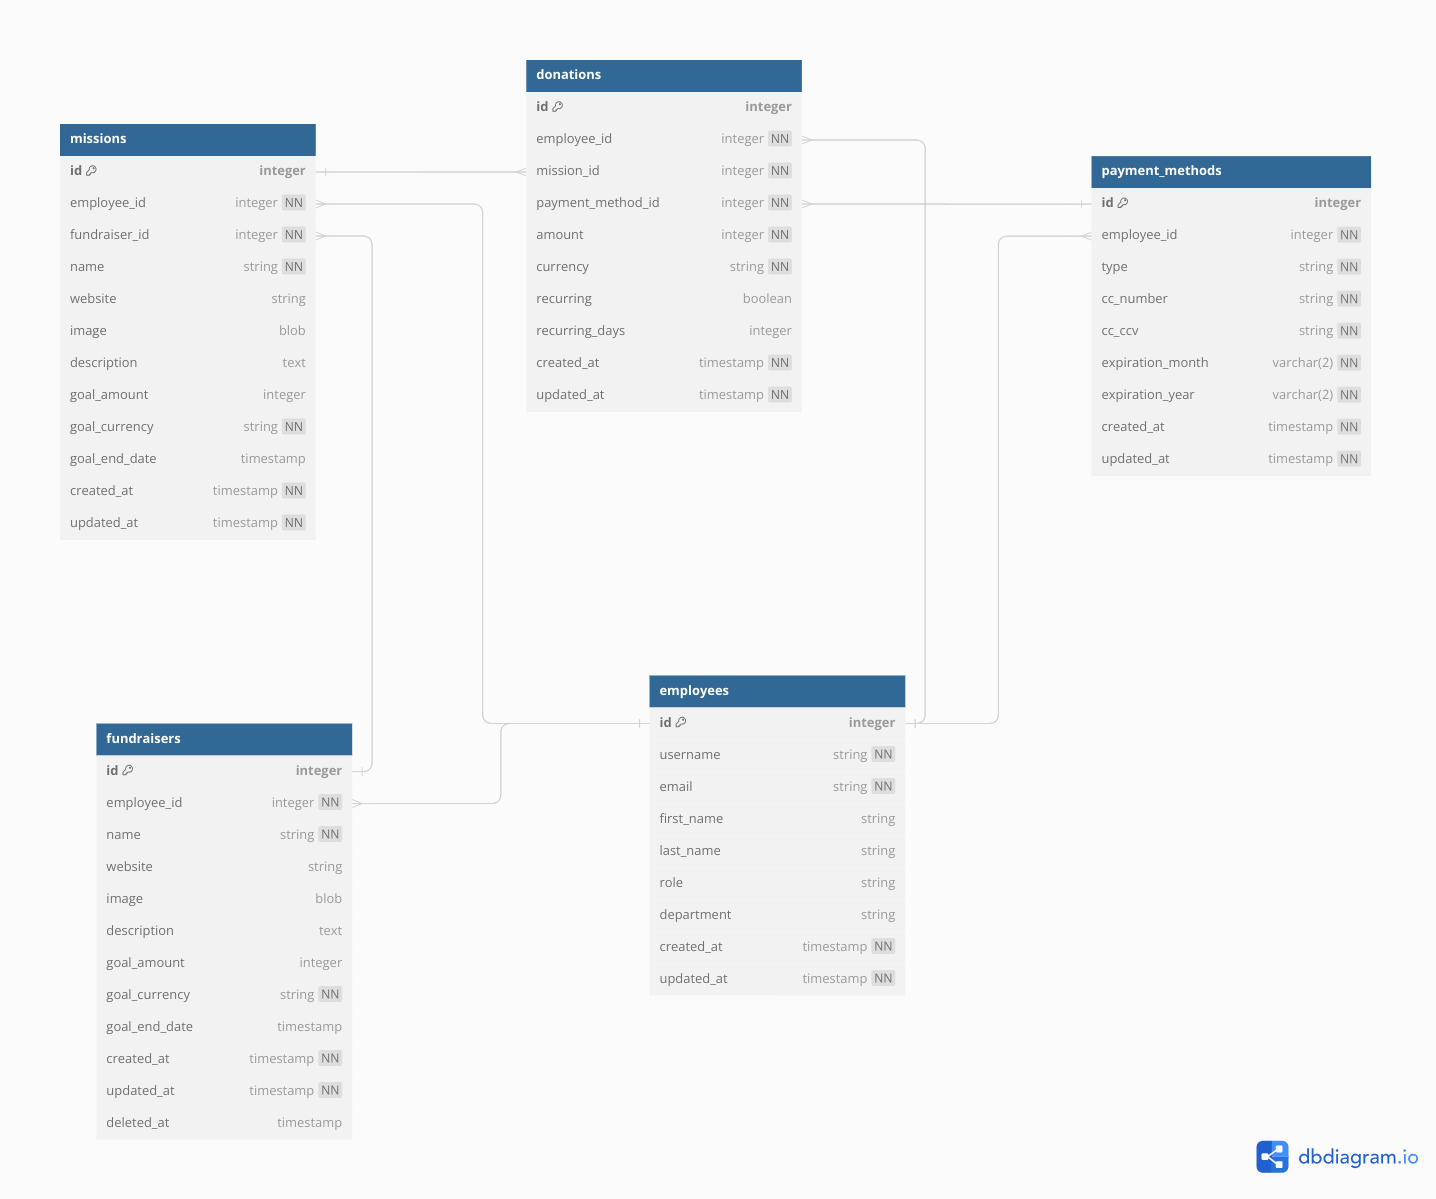 missions
id integer
employee_id integer NN
fundraiser_id integer NN
name string NN
website string
image blob
description text
goal_amount integer
goal_currency string NN
goal_end_date timestamp
created_at timestamp NN
updated_at timestamp NN
donations
id integer
employee_id integer NN
mission_id integer NN
payment_method_id integer NN
amount integer NN
currency string NN
recurring boolean
recurring_days integer
created_at timestamp NN
updated_at timestamp NN
payment_methods
id integer
employee_id integer NN
type string NN
cc_number string NN
cc_ccv string NN
expiration_month varchar(2) NN
expiration_year varchar(2) NN
created_at timestamp NN
updated_at timestamp NN
fundraisers
id integer
employee_id integer NN
name string NN
website string
image blob
description text
goal_amount integer
goal_currency string NN
goal_end_date timestamp
created_at timestamp NN
updated_at timestamp NN
deleted_at timestamp
employees
id integer
username string NN
email string NN
first_name string
last_name string
role string
department string
created_at timestamp NN
updated_at timestamp NN
dbdiagram.io